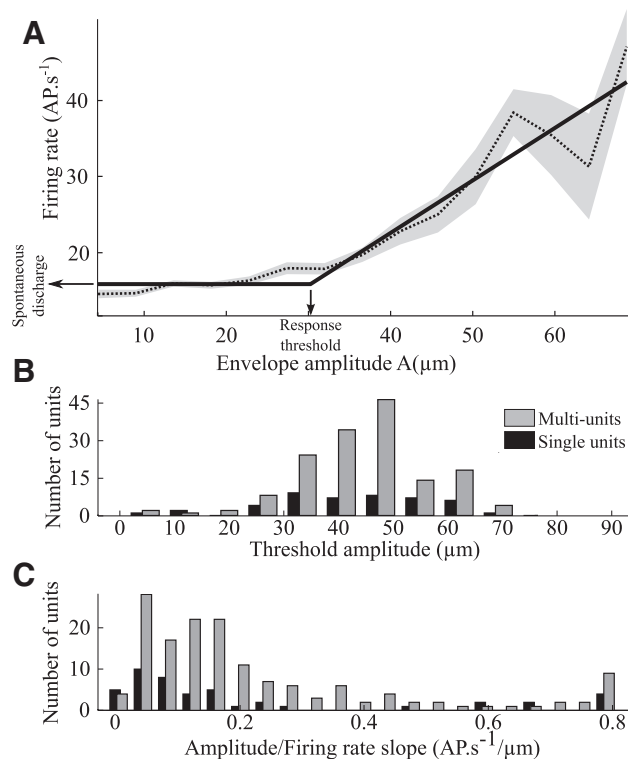 A
Firing rate (AP.s-1)
40
30
20
Spontaneous
discharge
10
20
Response
threshold
40
50
60
Envelope amplitude A(µm)
B
Number of units
45
30
15
0
Multi-units
Single units
0
10
20
30
40
50
60
70
80
90
Threshold amplitude (µm)
C
Number of units
20
10
0
0
0.2
0.4
0.6
0.8
Amplitude/Firing rate slope (AP.s-1/µm)